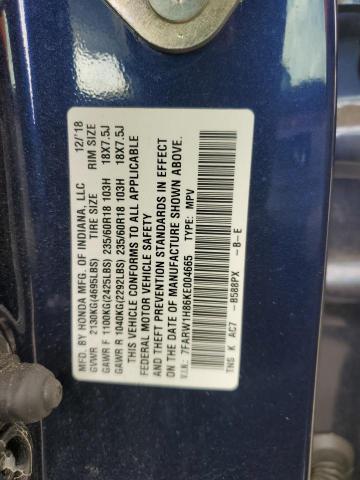 MFD. BY HONDA MFG. OF INDIANA, LLC 12/'18
GVWR 2130KG(4695LBS) TIRE SIZE RIM SIZE
GAWR F 1100KG(2425LBS) 235/60R18 103H 18X7.5J
GAWR R 1040KG(2292LBS) 235/60R18 103H 18X7.5J
THIS VEHICLE CONFORMS TO ALL APPLICABLE
FEDERAL MOTOR VEHICLE SAFETY
AND THEFT PREVENTION STANDARDS IN EFFECT
ON THE DATE OF MANUFACTURE SHOWN ABOVE.
V.I.N.: 7FARW1H86KE004665 TYPE: MPV
TNG K AC7 - B588PX - B - E